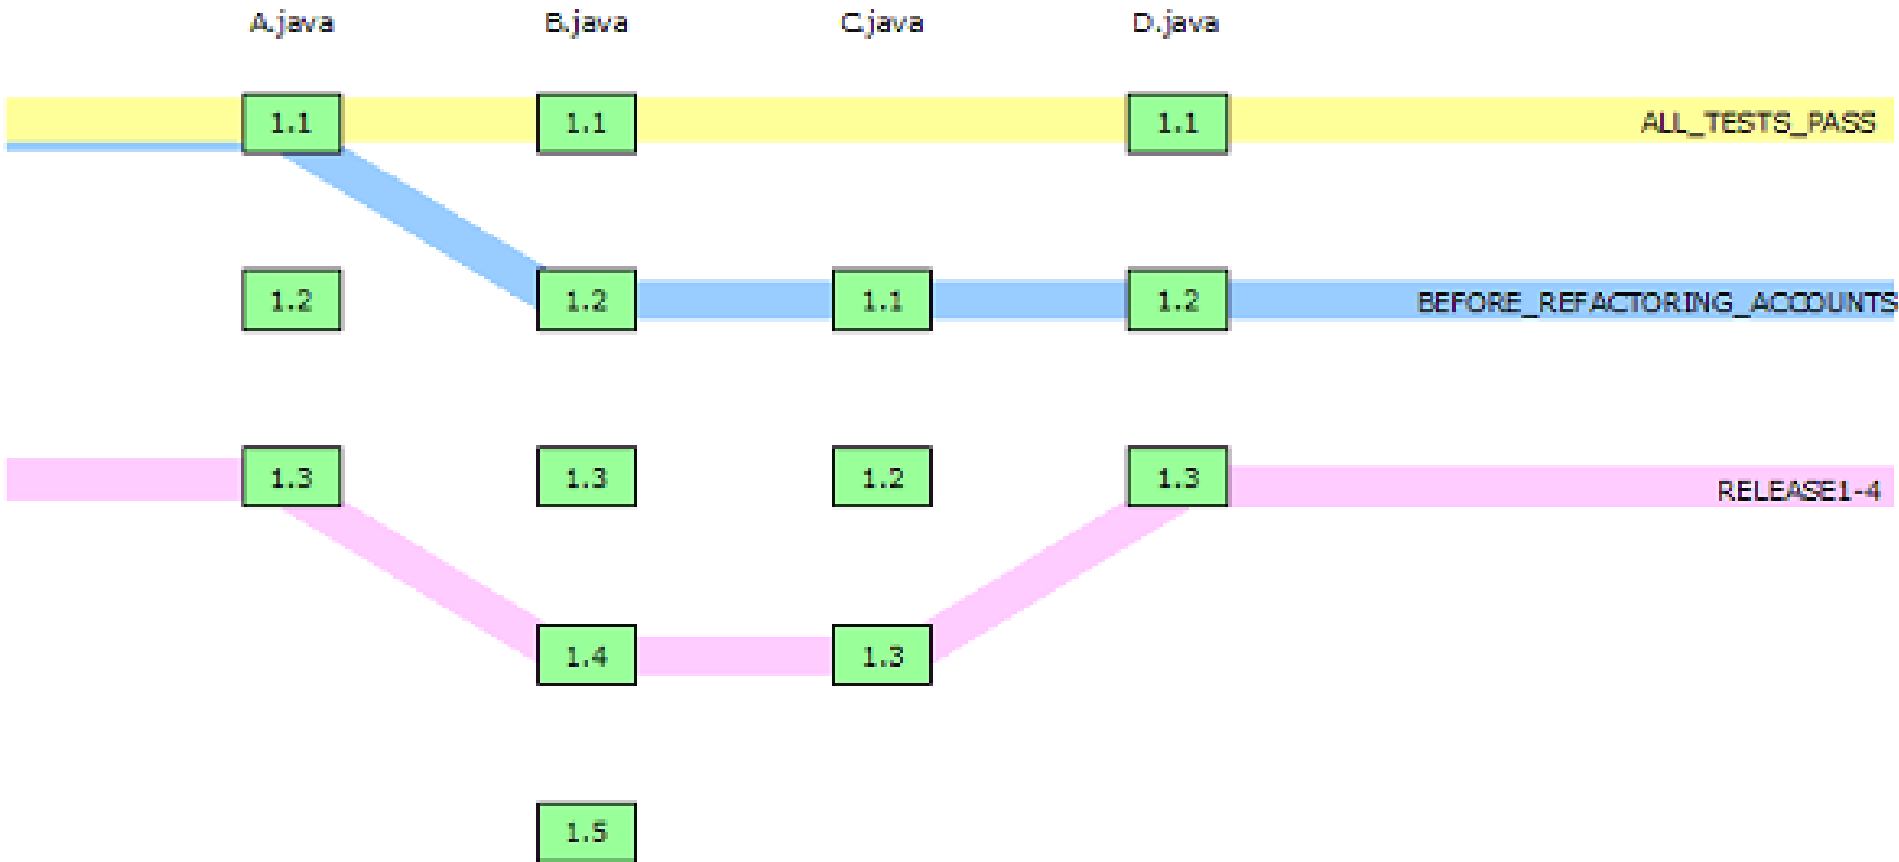 A.java B.java C.java D.java
1.1 1.1 1.1 ALL_TESTS_PASS
1.2 1.2 1.1 1.2 BEFORE_REFACTORING_ACCOUNTS
1.3 1.3 1.2 1.3 RELEASE1-4
1.4 1.3
1.5